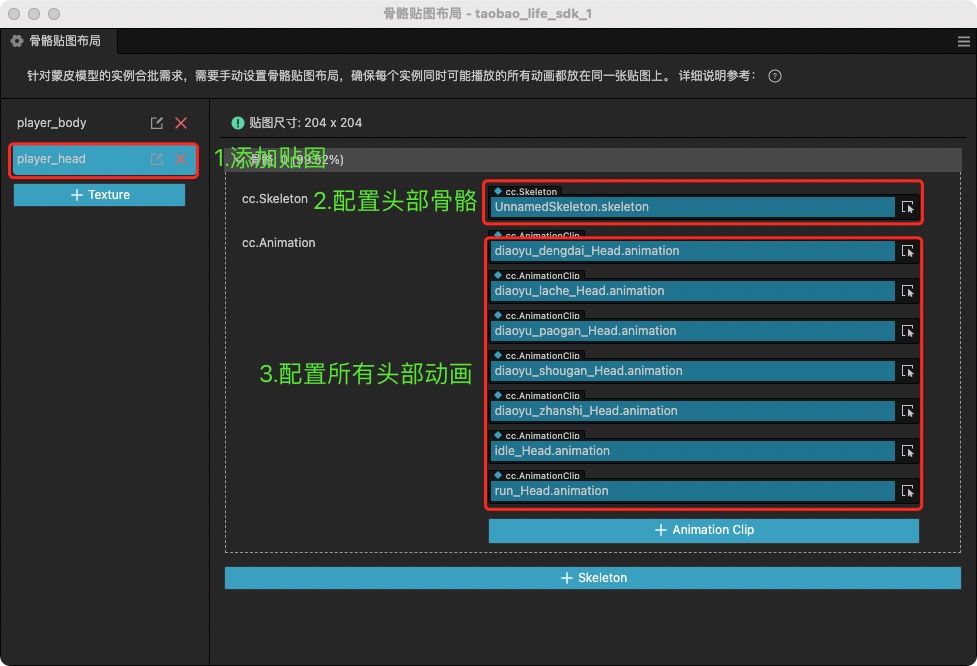 骨骼贴图布局 - taobao_life_sdk_1
骨骼贴图布局
针对蒙皮模型的实例合批需求，需要手动设置骨骼贴图布局，确保每个实例同时可能播放的所有动画都放在同一张贴图上。 详细说明参考：
player_body
贴图尺寸: 204 x 204
player_head
1.添加贴图
骨骼: 0 (99.52%)
+ Texture
cc.Skeleton
2.配置头部骨骼
cc.Skeleton
UnnamedSkeleton.skeleton
cc.Animation
cc.AnimationClip
diaoyu_dengdai_Head.animation
cc.AnimationClip
diaoyu_lache_Head.animation
cc.AnimationClip
diaoyu_paogan_Head.animation
3.配置所有头部动画
cc.AnimationClip
diaoyu_shougan_Head.animation
cc.AnimationClip
diaoyu_zhanshi_Head.animation
cc.AnimationClip
idle_Head.animation
cc.AnimationClip
run_Head.animation
+ Animation Clip
+ Skeleton